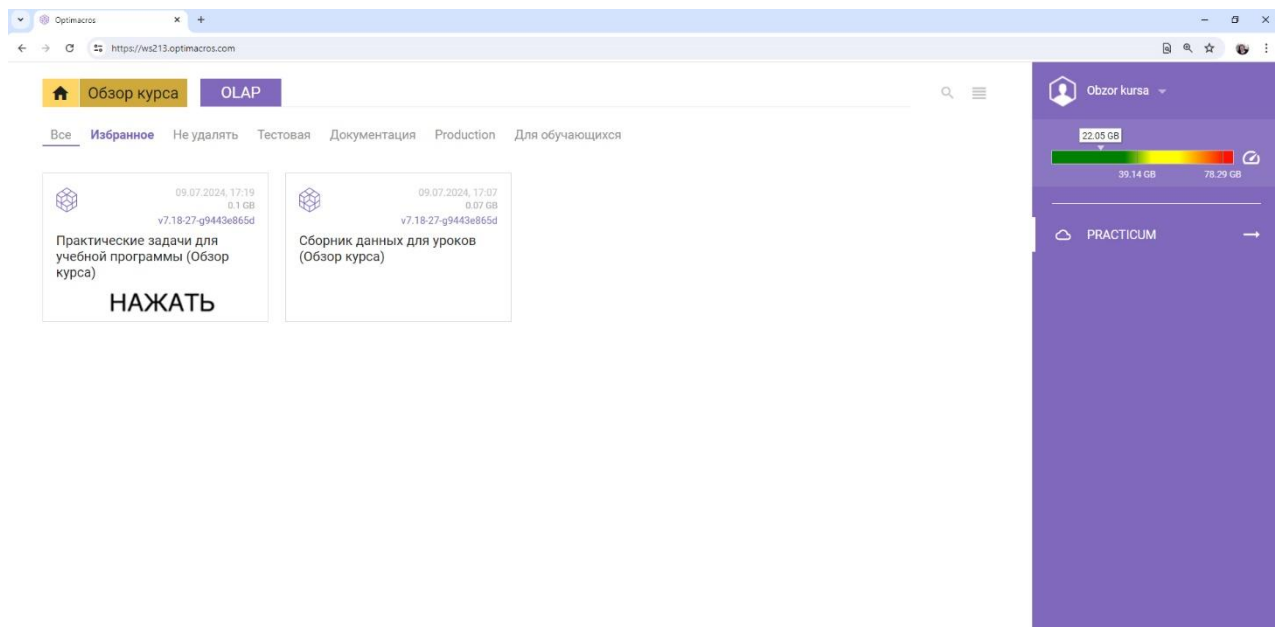 Optimacros
https://ws213.optimacros.com
Обзор курса OLAP
Obzor kursa
Все Избранное Не удалять Тестовая Документация Production Для обучающихся
22.05 GB
39.14 GB 78.29 GB
09.07.2024, 17:19
0.1 GB
v7.18-27-g9443e865d
Практические задачи для
учебной программы (Обзор
курса)
НАЖАТЬ
09.07.2024, 17:07
0.07 GB
v7.18-27-g9443e865d
Сборник данных для уроков
(Обзор курса)
PRACTICUM